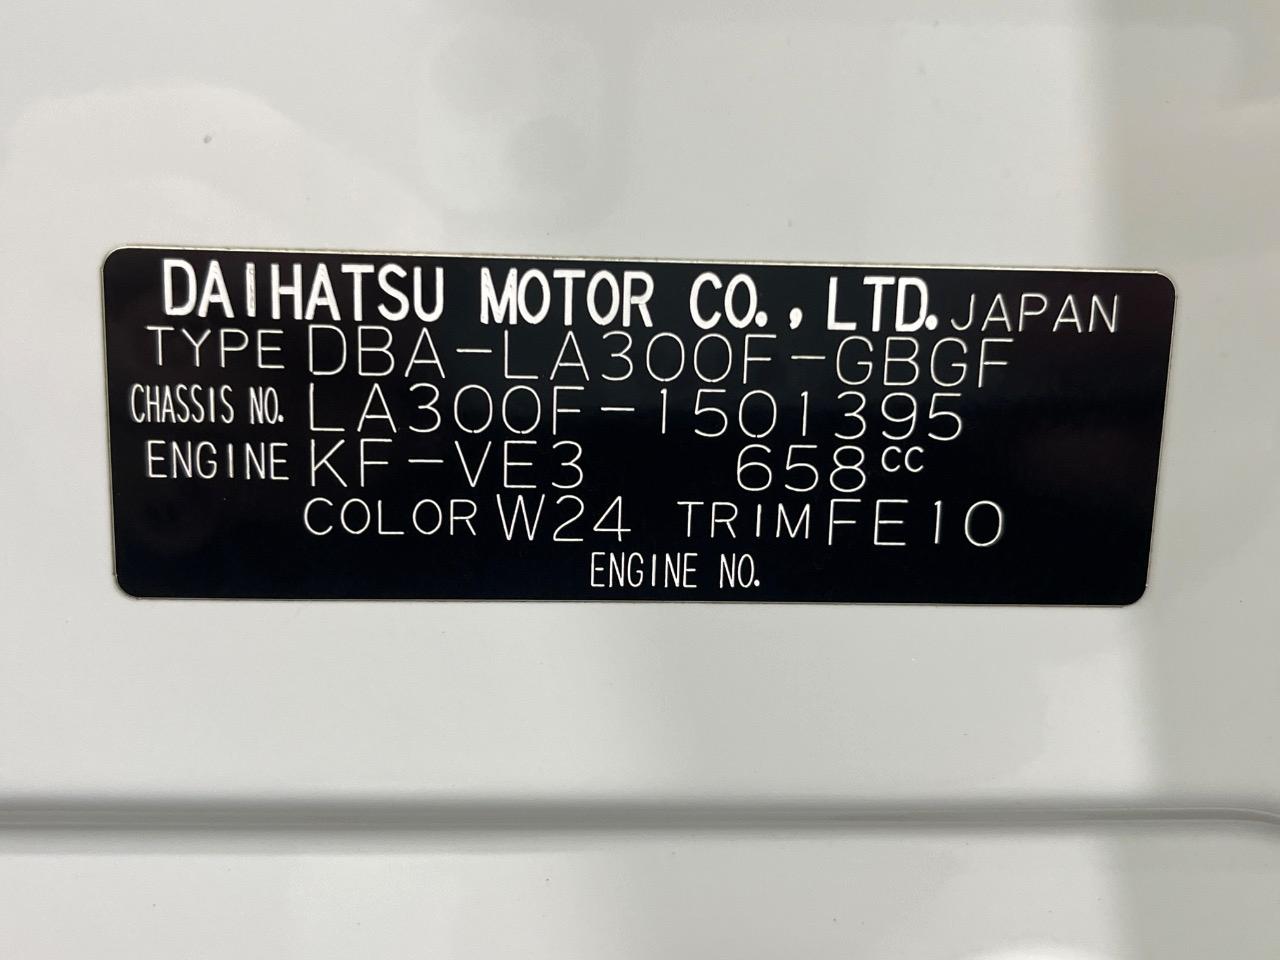 DAIHATSU MOTOR CO., LTD. JAPAN
TYPE DBA-LA300F-GBGF
CHASSIS NO. LA300F-1501395
ENGINE KF-VE3 658cc
COLOR W24 TRIM FE10
ENGINE NO.